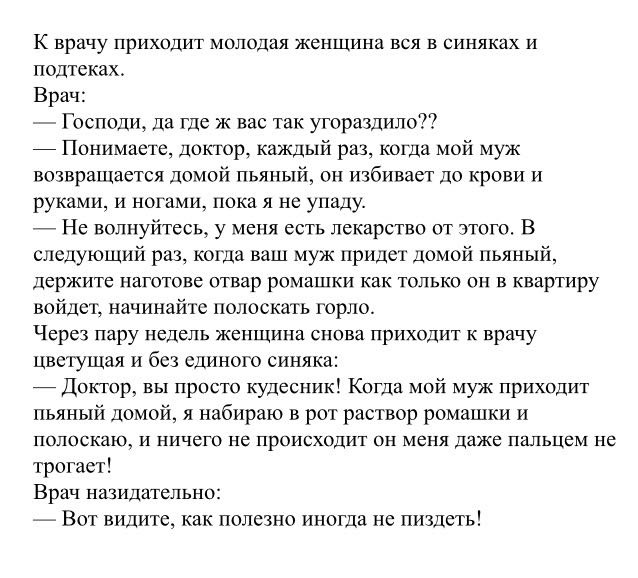 К врачу приходит молодая женщина вся в синяках и
подтеках.
Врач:
— Господи, да где ж вас так угораздило??
— Понимаете, доктор, каждый раз, когда мой муж
возвращается домой пьяный, он избивает до крови и
руками, и ногами, пока я не упаду.
— Не волнуйтесь, у меня есть лекарство от этого. В
следующий раз, когда ваш муж придет домой пьяный,
держите наготове отвар ромашки как только он в квартиру
войдет, начинайте полоскать горло.
Через пару недель женщина снова приходит к врачу
цветущая и без единого синяка:
— Доктор, вы просто кудесник! Когда мой муж приходит
пьяный домой, я набираю в рот раствор ромашки и
полоскаю, и ничего не происходит он меня даже пальцем не
трогает!
Врач назидательно:
— Вот видите, как полезно иногда не пиздеть!